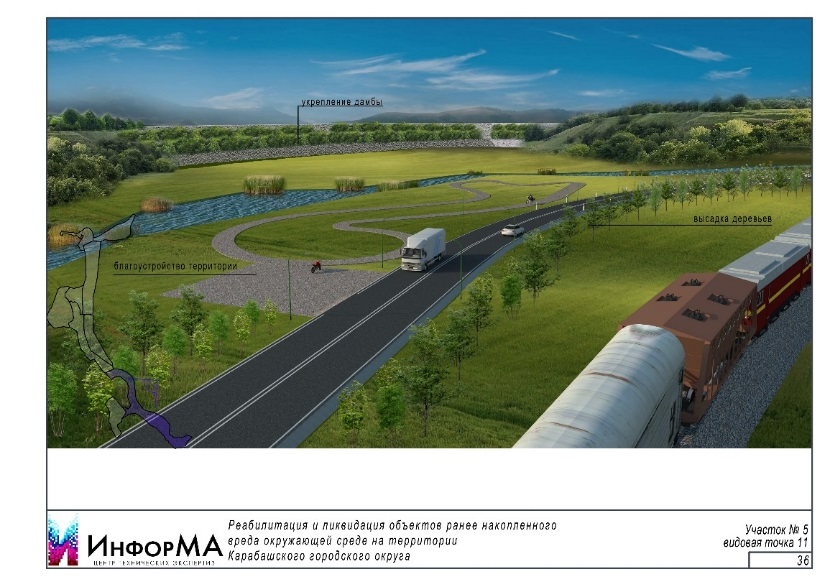 укрепление дамбы
высадка деревьев
благоустройство территории
ИнфорМА
ЦЕНТР ТЕХНИЧЕСКИХ ЭКСПЕРТИЗ
Реабилитация и ликвидация объектов ранее накопленного
вреда окружающей среде на территории
Карабашского городского округа
Участок № 5
видовая точка 11
36